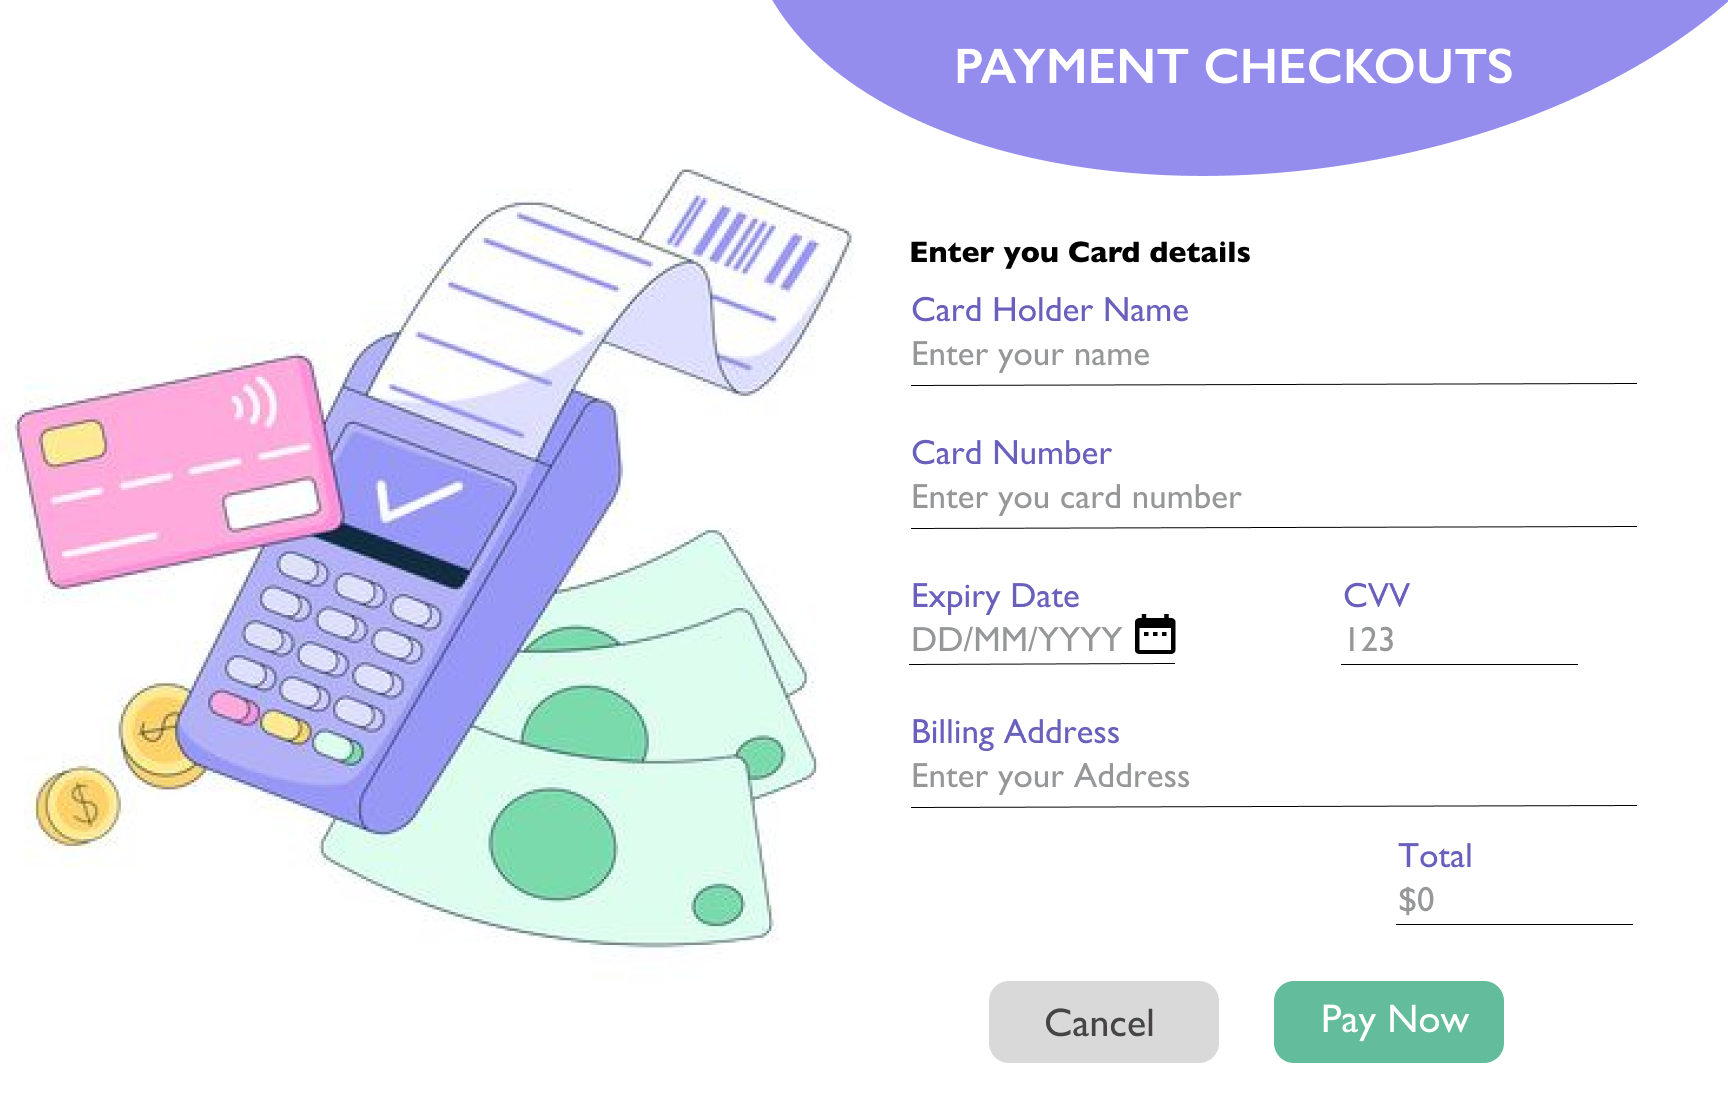 PAYMENT CHECKOUTS
Enter you Card details
Card Holder Name
Enter your name
Card Number
Enter you card number
Expiry Date
DD/MM/YYYY
CVV
123
Billing Address
Enter your Address
Total
$0
Cancel
Pay Now
$
$